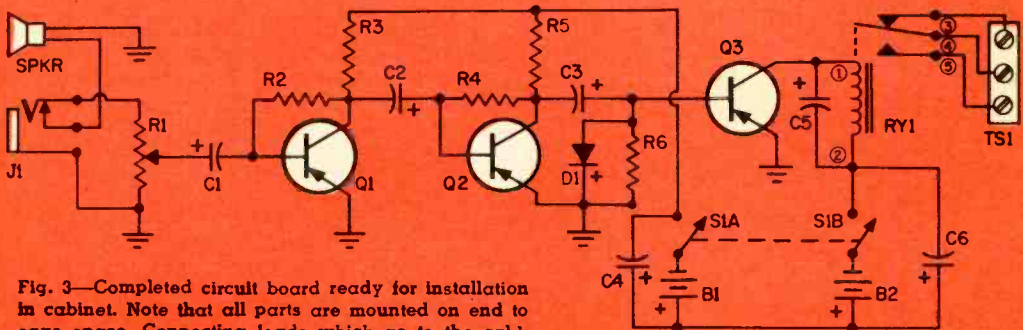 R3
R5
Q3
③
④
⑤
SPKR
R2
C2
+
R4
C3
+
+
①
C5
RY1
TS1
V
J1
R1
+
C1
Q1
Q2
D1
+
R6
②
S1A
S1B
C4
+
B1
+
B2
+
C6
+
Fig. 3—Completed circuit board ready for installation
in cabinet. Note that all parts are mounted on end to